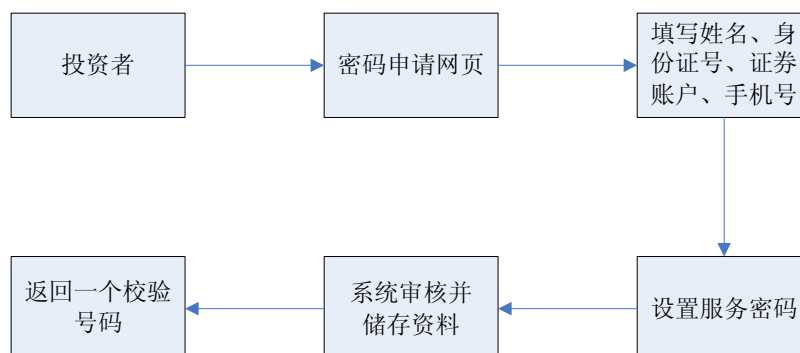 投资者
密码申请网页
填写姓名、身
份证号、证券
账户、手机号
设置服务密码
系统审核并
储存资料
返回一个校验
号码